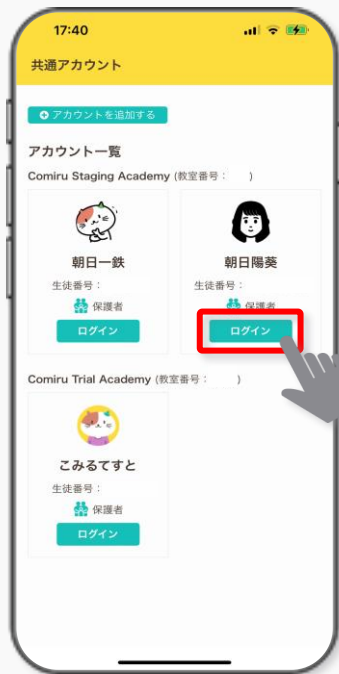 17:40
共通アカウント
アカウントを追加する
アカウント一覧
Comiru Staging Academy (教室番号： )
朝日一鉄
生徒番号：
保護者
ログイン
朝日陽葵
生徒番号：
保護者
ログイン
Comiru Trial Academy (教室番号： )
こみるてすと
生徒番号：
保護者
ログイン